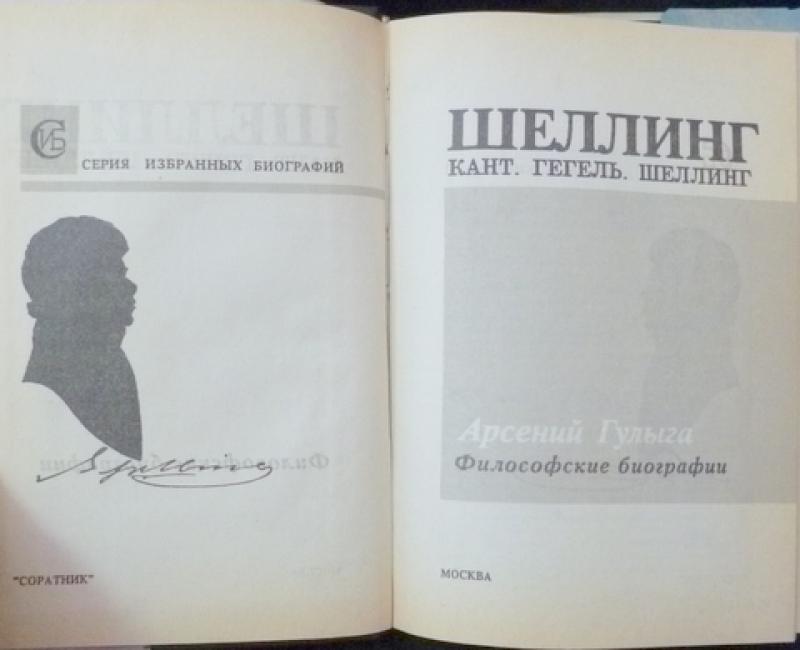 СИБ
СЕРИЯ ИЗБРАННЫХ БИОГРАФИЙ
"СОРАТНИК"
ШЕЛЛИНГ
КАНТ. ГЕГЕЛЬ. ШЕЛЛИНГ
Арсений Гулыга
Философские биографии
МОСКВА